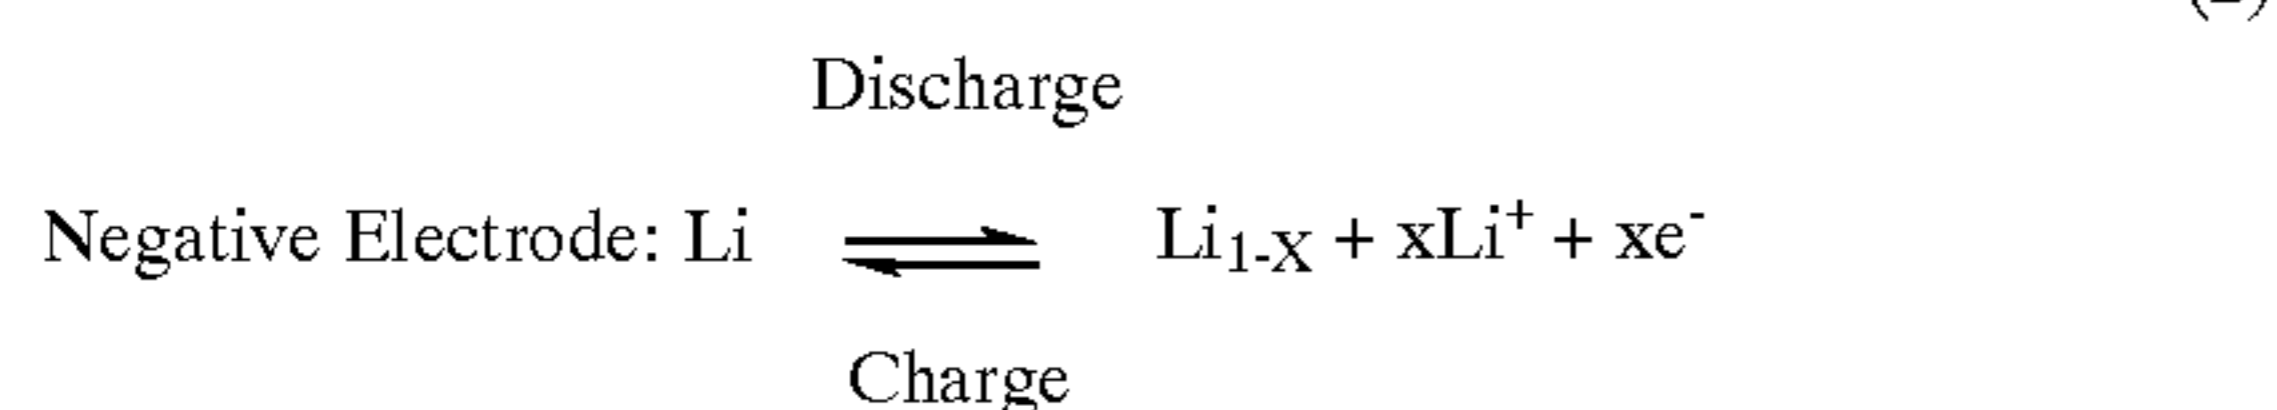 Discharge
Negative Electrode: Li ⇌ Li₁₋ₓ + xLi⁺ + xe⁻
Charge